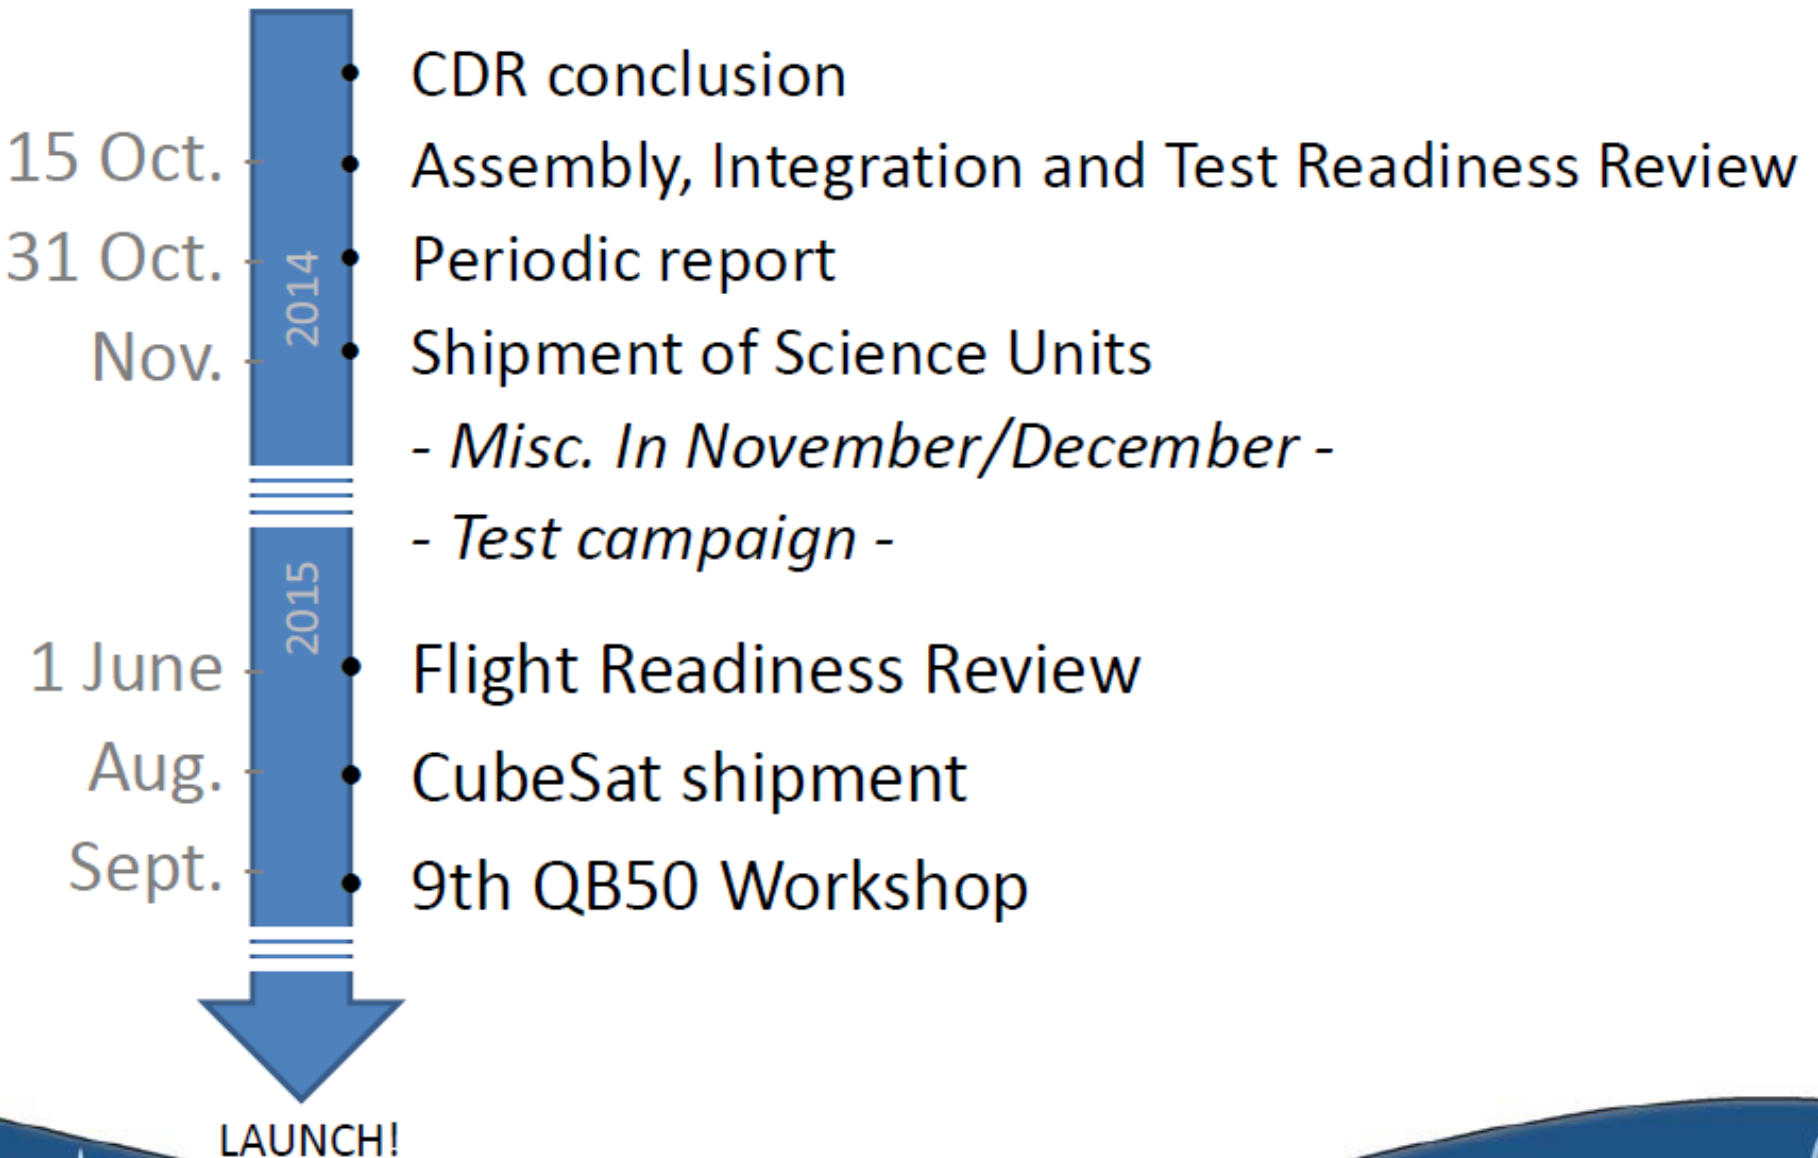 CDR conclusion
15 Oct. Assembly, Integration and Test Readiness Review
31 Oct. Periodic report
2014
Nov. Shipment of Science Units
- Misc. In November/December -
- Test campaign -
2015
1 June Flight Readiness Review
Aug. CubeSat shipment
Sept. 9th QB50 Workshop
LAUNCH!